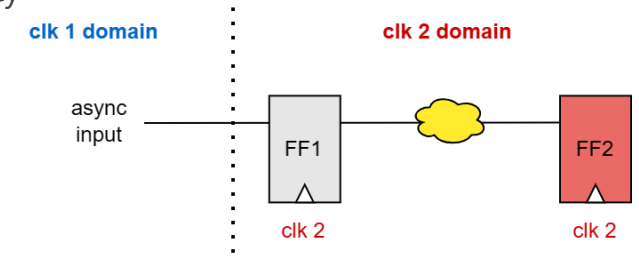 clk 1 domain
clk 2 domain
async
input
FF1
FF2
clk 2
clk 2